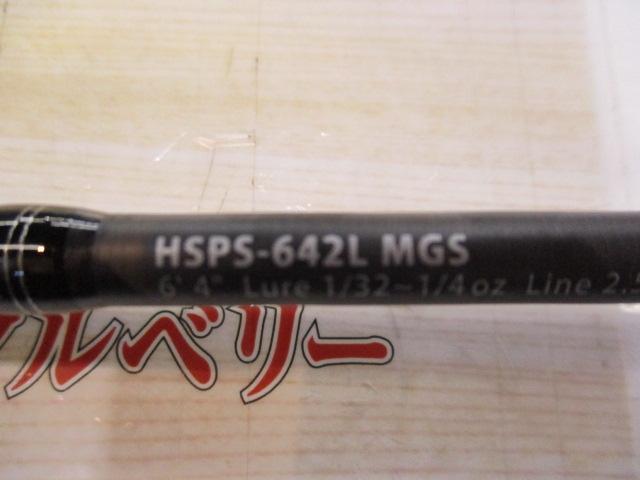 HSPS-642L MGS
6' 4" Lure 1/32~1/4oz Line 2.5
ルベリー